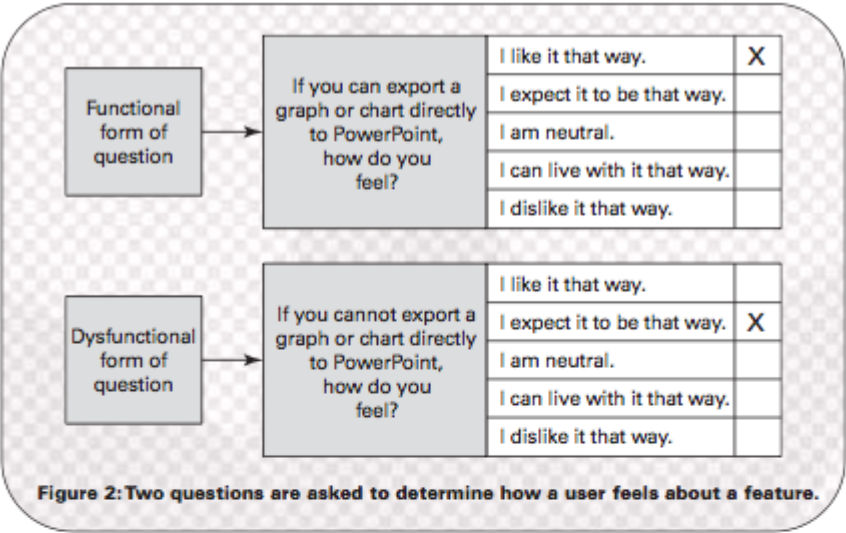 Functional
form of
question
If you can export a
graph or chart directly
to PowerPoint,
how do you
feel?
I like it that way. X
I expect it to be that way.
I am neutral.
I can live with it that way.
I dislike it that way.
Dysfunctional
form of
question
If you cannot export a
graph or chart directly
to PowerPoint,
how do you
feel?
I like it that way.
I expect it to be that way. X
I am neutral.
I can live with it that way.
I dislike it that way.
Figure 2: Two questions are asked to determine how a user feels about a feature.